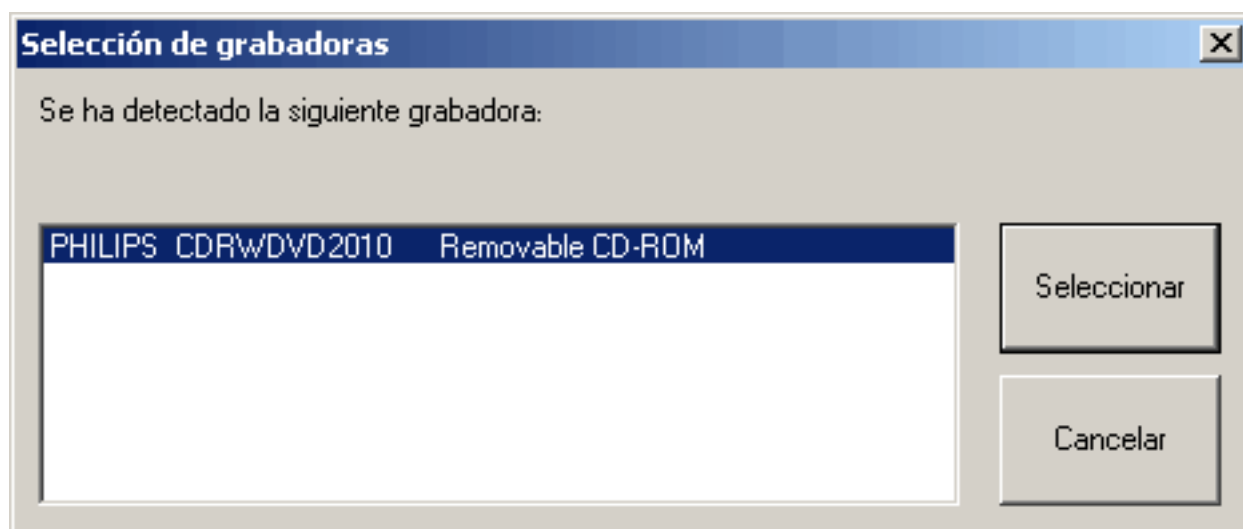 Selección de grabadoras
Se ha detectado la siguiente grabadora:
PHILIPS CDRWDVD2010 Removable CD-ROM
Seleccionar
Cancelar